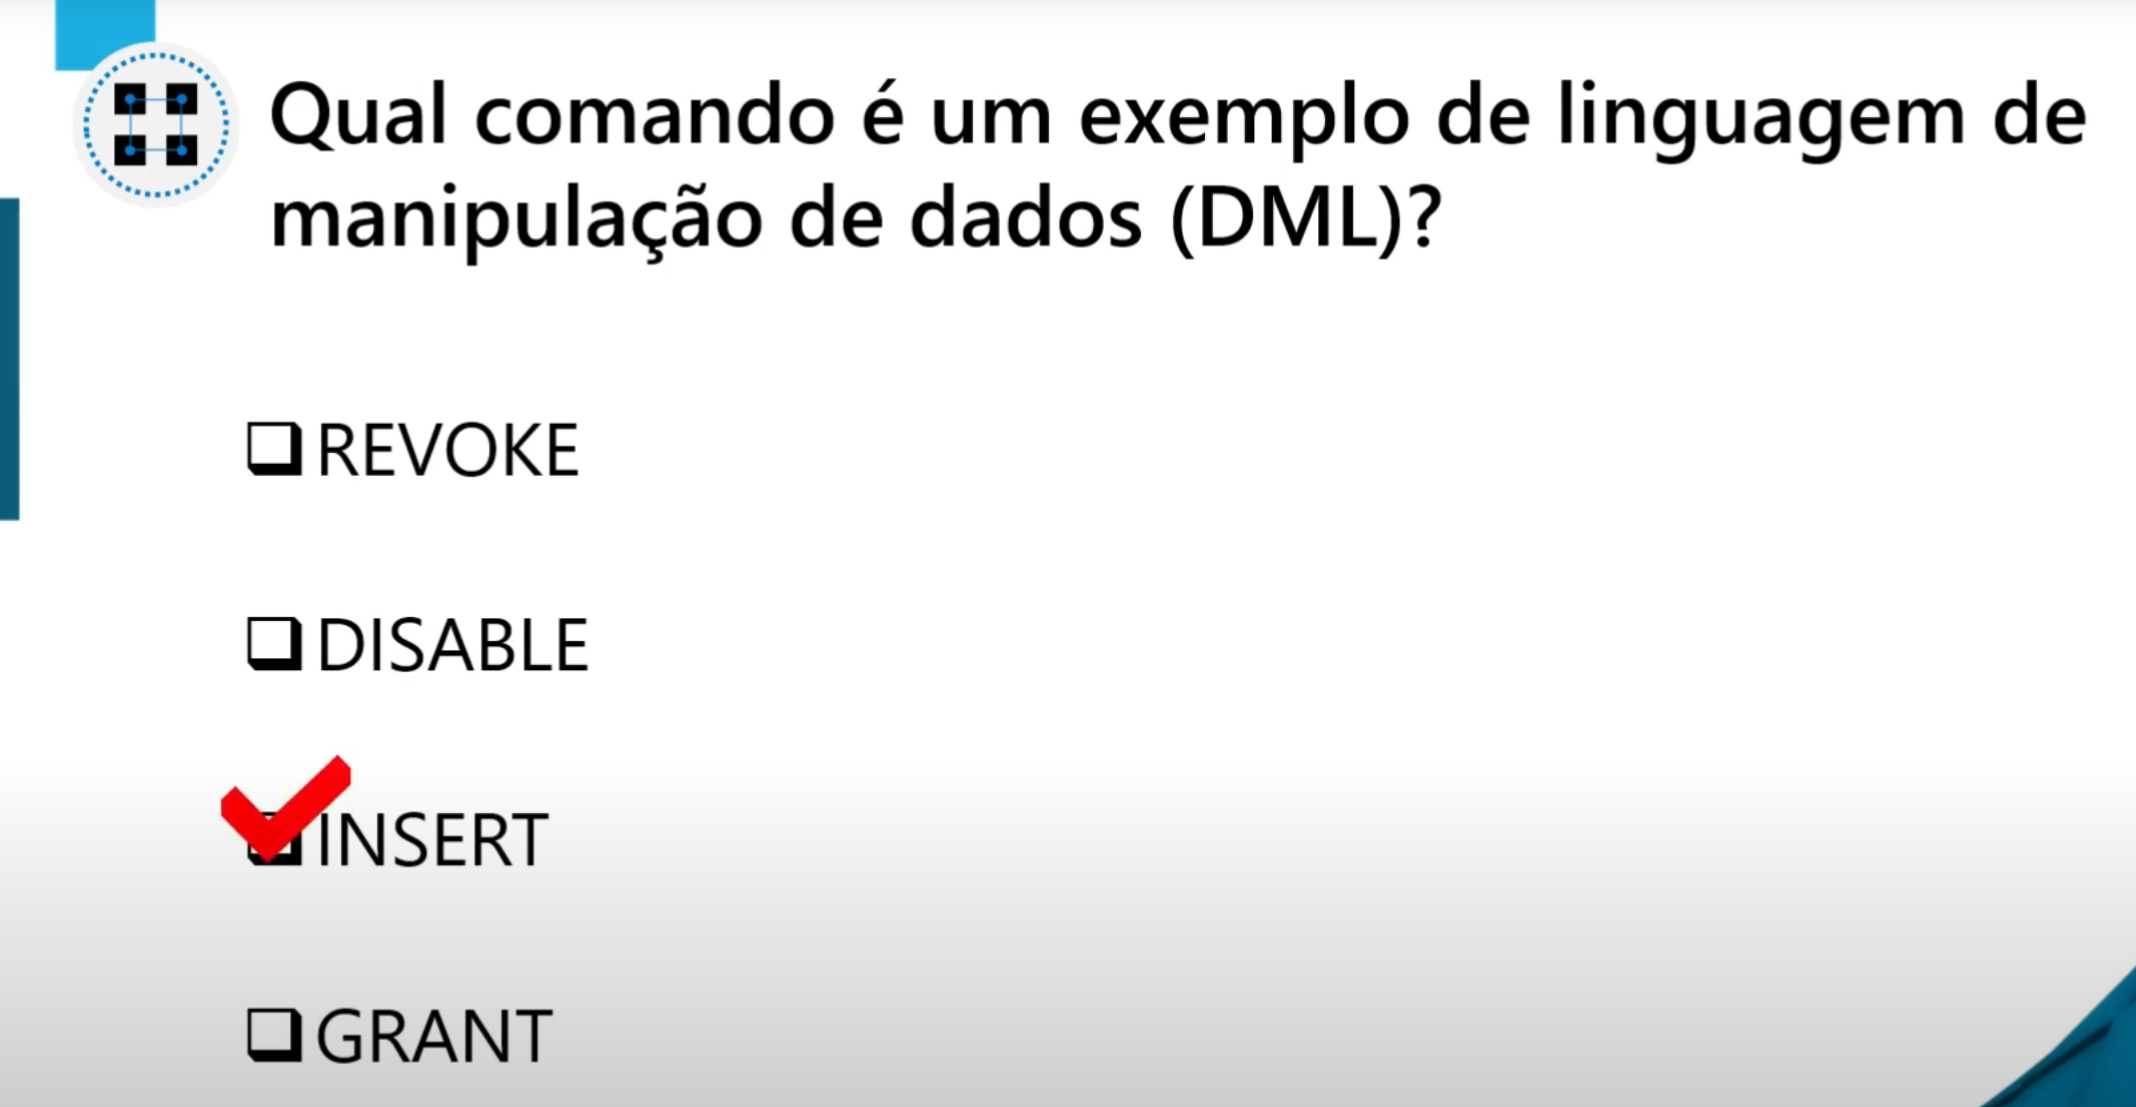 Qual comando é um exemplo de linguagem de
manipulação de dados (DML)?
REVOKE
DISABLE
INSERT
GRANT